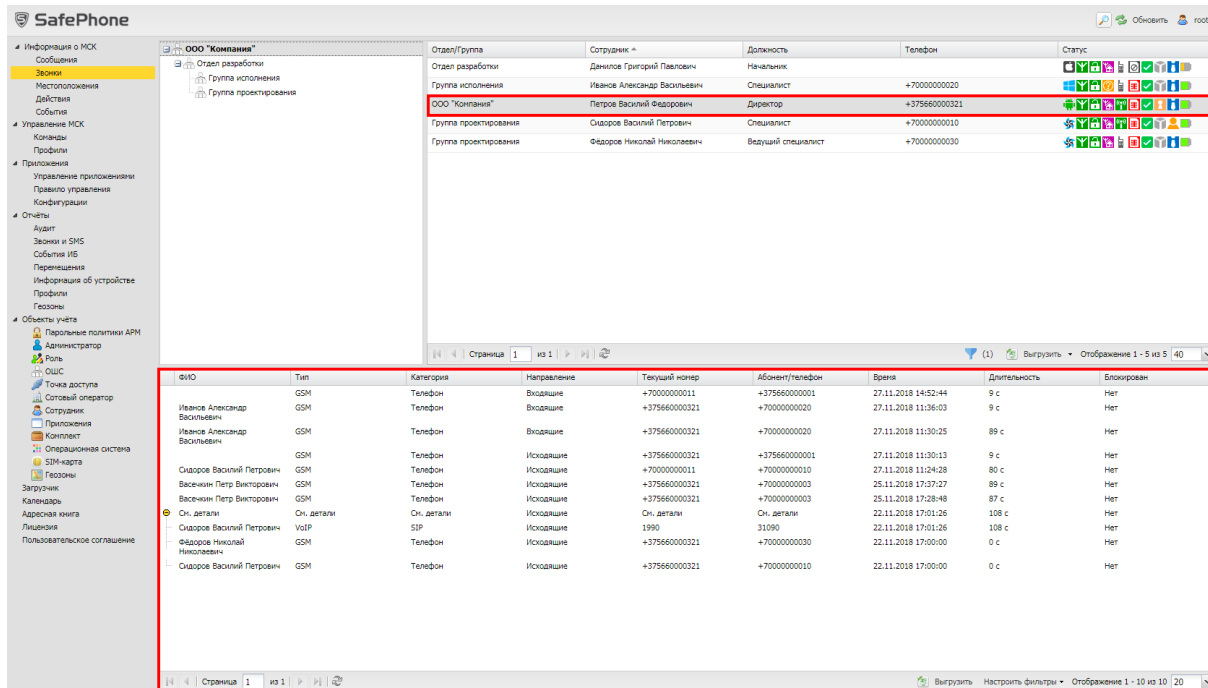 SafePhone
Обновить root
Информация о МСК
Сообщения
Звонки
Местоположения
Действия
События
Управление МСК
Команды
Профили
Приложения
Управление приложениями
Правило управления
Конфигурации
Отчёты
Аудит
Звонки и SMS
События ИБ
Перемещения
Информация об устройстве
Профили
Геозоны
Объекты учёта
Парольные политики АРМ
Администратор
Роль
ОШС
Точка доступа
Сотовый оператор
Сотрудник
Приложения
Комплект
Операционная система
SIM-карта
Геозоны
Загрузчик
Календарь
Адресная книга
Лицензия
Пользовательское соглашение
ООО "Компания"
Отдел разработки
Группа исполнения
Группа проектирования
Отдел/Группа Сотрудник Должность Телефон Статус
Отдел разработки Данилов Григорий Павлович Начальник
Группа исполнения Иванов Александр Васильевич Специалист +70000000020
ООО "Компания" Петров Василий Федорович Директор +375660000321
Группа проектирования Сидоров Василий Петрович Специалист +70000000010
Группа проектирования Фёдоров Николай Николаевич Ведущий специалист +70000000030
Страница 1 из 1 (1) Выгрузить Отображение 1 - 5 из 5 40
ФИО Тип Категория Направление Текущий номер Абонент/телефон Время Длительность Блокирован
GSM Телефон Входящие +70000000011 +375660000001 27.11.2018 14:52:44 9 с Нет
Иванов Александр Васильевич GSM Телефон Входящие +375660000321 +70000000020 27.11.2018 11:36:03 9 с Нет
Иванов Александр Васильевич GSM Телефон Входящие +375660000321 +70000000020 27.11.2018 11:30:25 89 с Нет
GSM Телефон Исходящие +375660000321 +375660000001 27.11.2018 11:30:13 9 с Нет
Сидоров Василий Петрович GSM Телефон Исходящие +70000000011 +70000000010 27.11.2018 11:24:28 80 с Нет
Васечкин Петр Викторович GSM Телефон Исходящие +375660000321 +70000000003 25.11.2018 17:37:27 89 с Нет
Васечкин Петр Викторович GSM Телефон Исходящие +375660000321 +70000000003 25.11.2018 17:28:48 87 с Нет
См. детали См. детали См. детали Исходящие См. детали См. детали 22.11.2018 17:01:26 108 с Нет
Сидоров Василий Петрович VoIP SIP Исходящие 1990 31090 22.11.2018 17:01:26 108 с Нет
Фёдоров Николай Николаевич GSM Телефон Исходящие +375660000321 +70000000030 22.11.2018 17:00:00 0 с Нет
Сидоров Василий Петрович GSM Телефон Исходящие +375660000321 +70000000010 22.11.2018 17:00:00 0 с Нет
Страница 1 из 1 Выгрузить Настроить фильтры Отображение 1 - 10 из 10 20